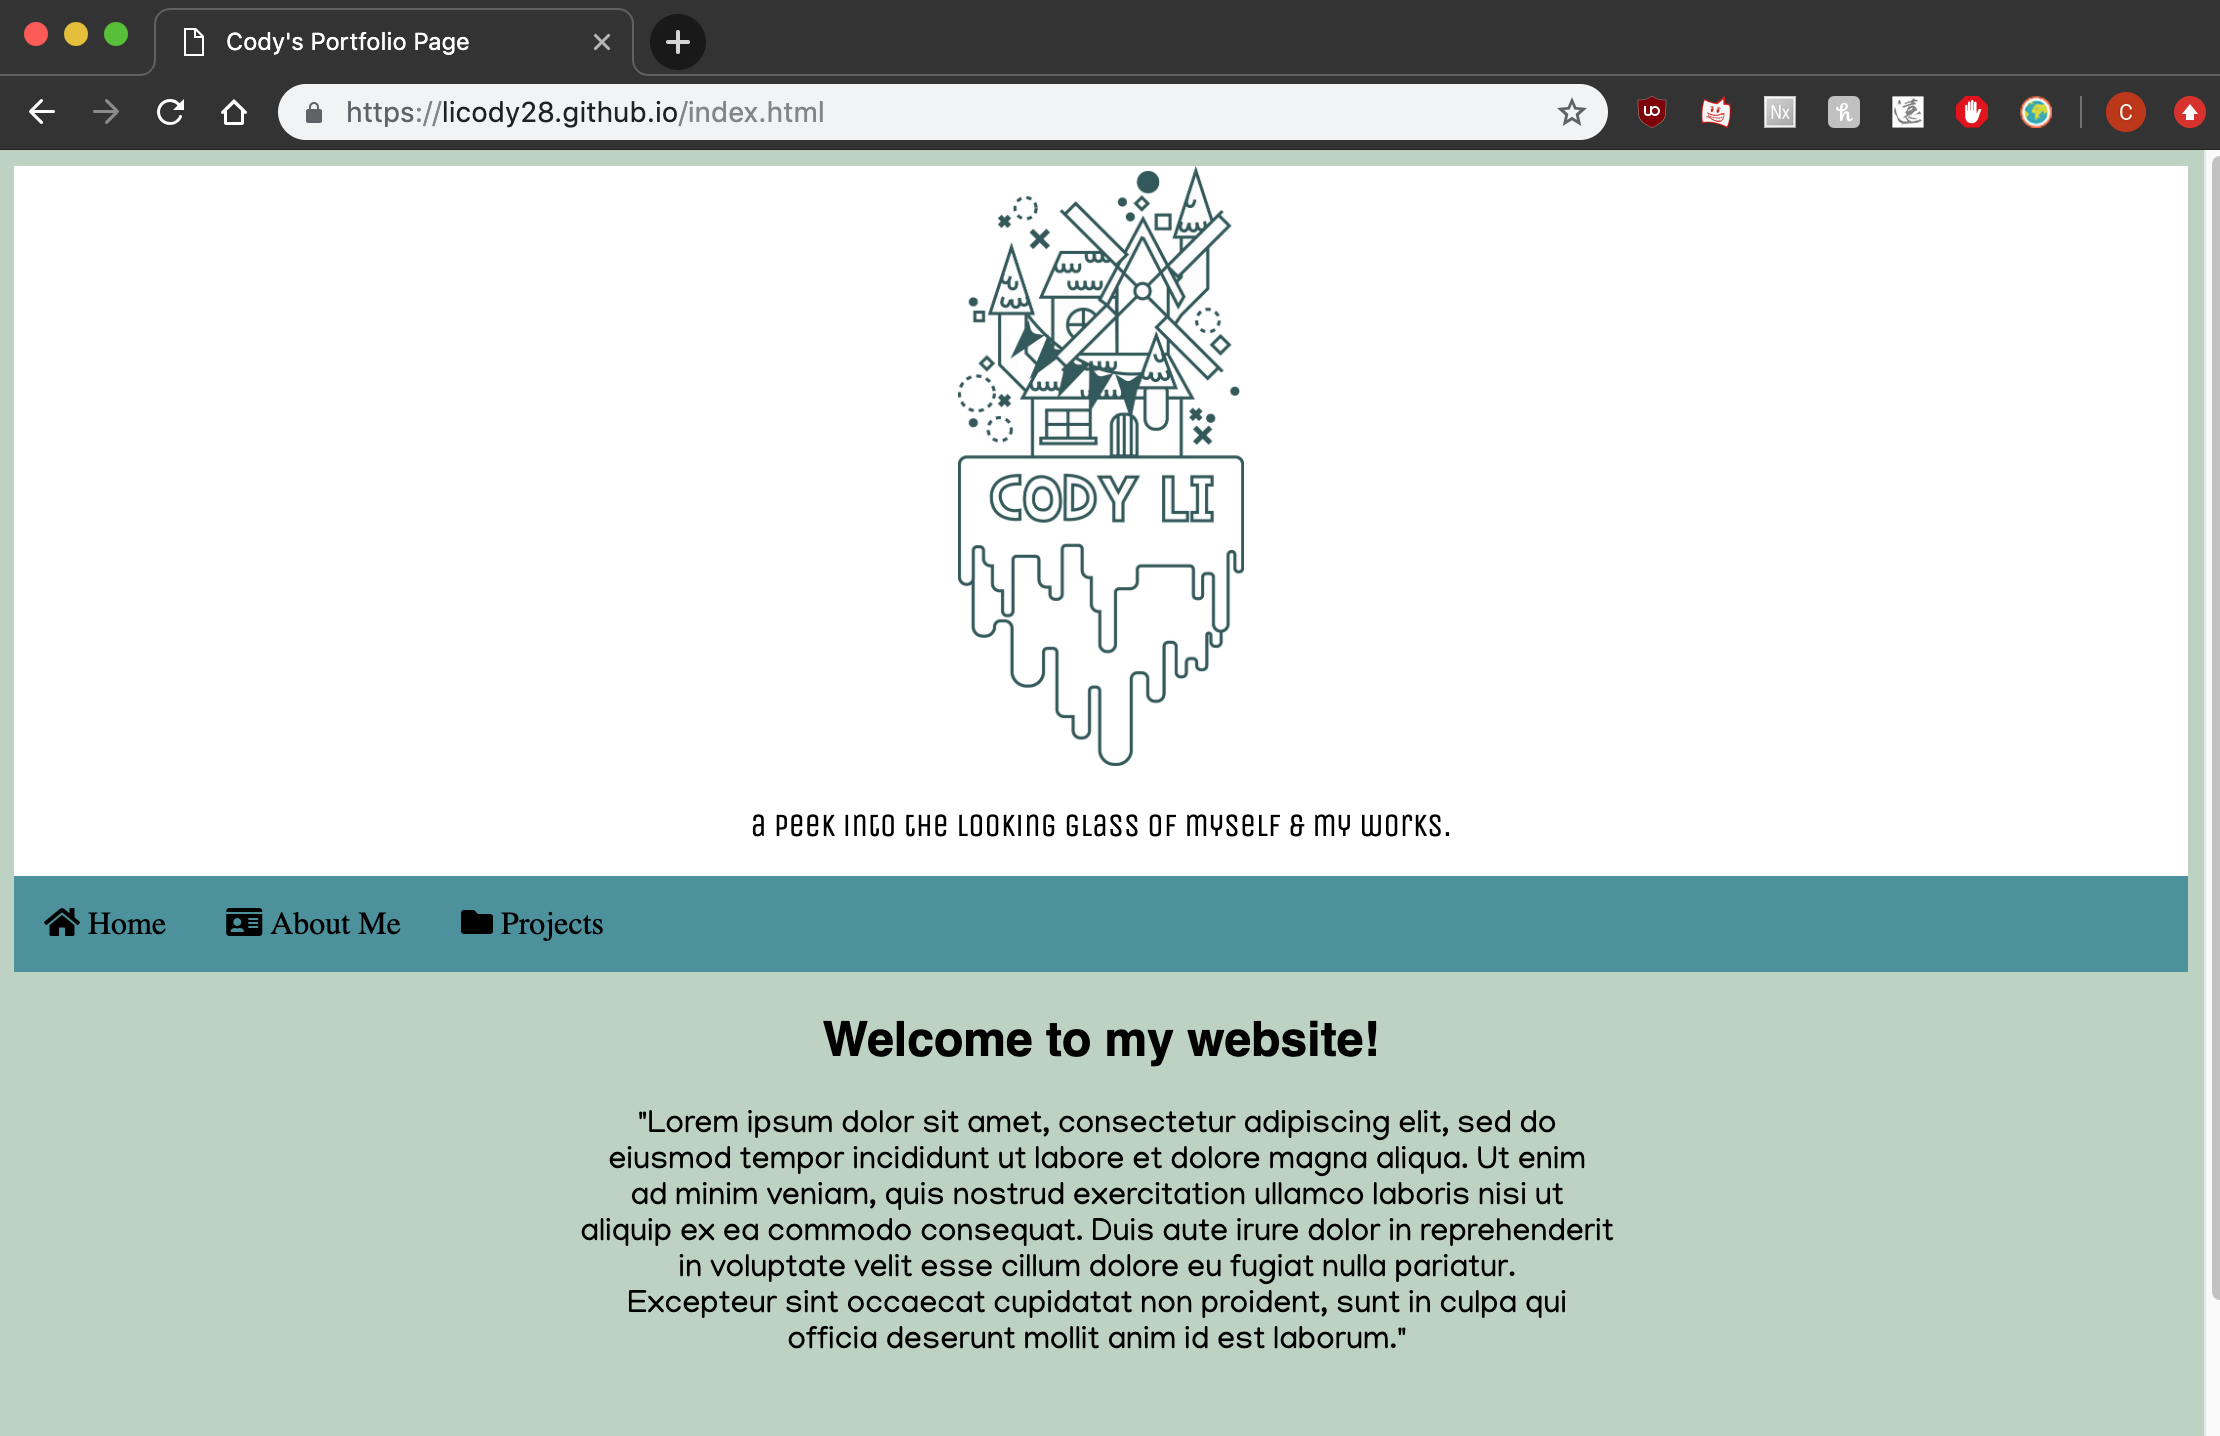 Cody's Portfolio Page
https://licody28.github.io/index.html
UO
Nx
h
C
CODY LI
a peek into the looking glass of myself & my works.
Home
About Me
Projects
Welcome to my website!
"Lorem ipsum dolor sit amet, consectetur adipiscing elit, sed do
eiusmod tempor incididunt ut labore et dolore magna aliqua. Ut enim
ad minim veniam, quis nostrud exercitation ullamco laboris nisi ut
aliquip ex ea commodo consequat. Duis aute irure dolor in reprehenderit
in voluptate velit esse cillum dolore eu fugiat nulla pariatur.
Excepteur sint occaecat cupidatat non proident, sunt in culpa qui
officia deserunt mollit anim id est laborum."